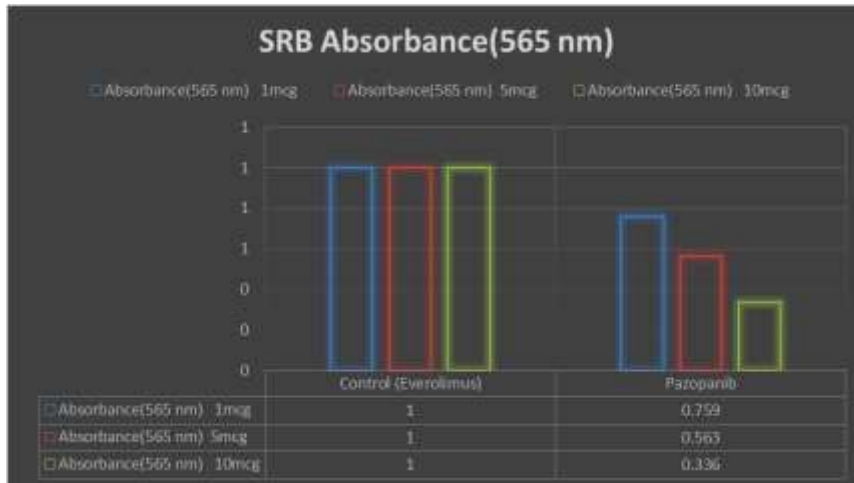 SRB Absorbance(565 nm)
Absorbance(565 nm) 1mcg Absorbance(565 nm) 5mcg Absorbance(565 nm) 10mcg
1
1
1
1
0
0
0
Control (Everolimus) Pazopanib
Absorbance(565 nm) 1mcg 1 0.759
Absorbance(565 nm) 5mcg 1 0.563
Absorbance(565 nm) 10mcg 1 0.336